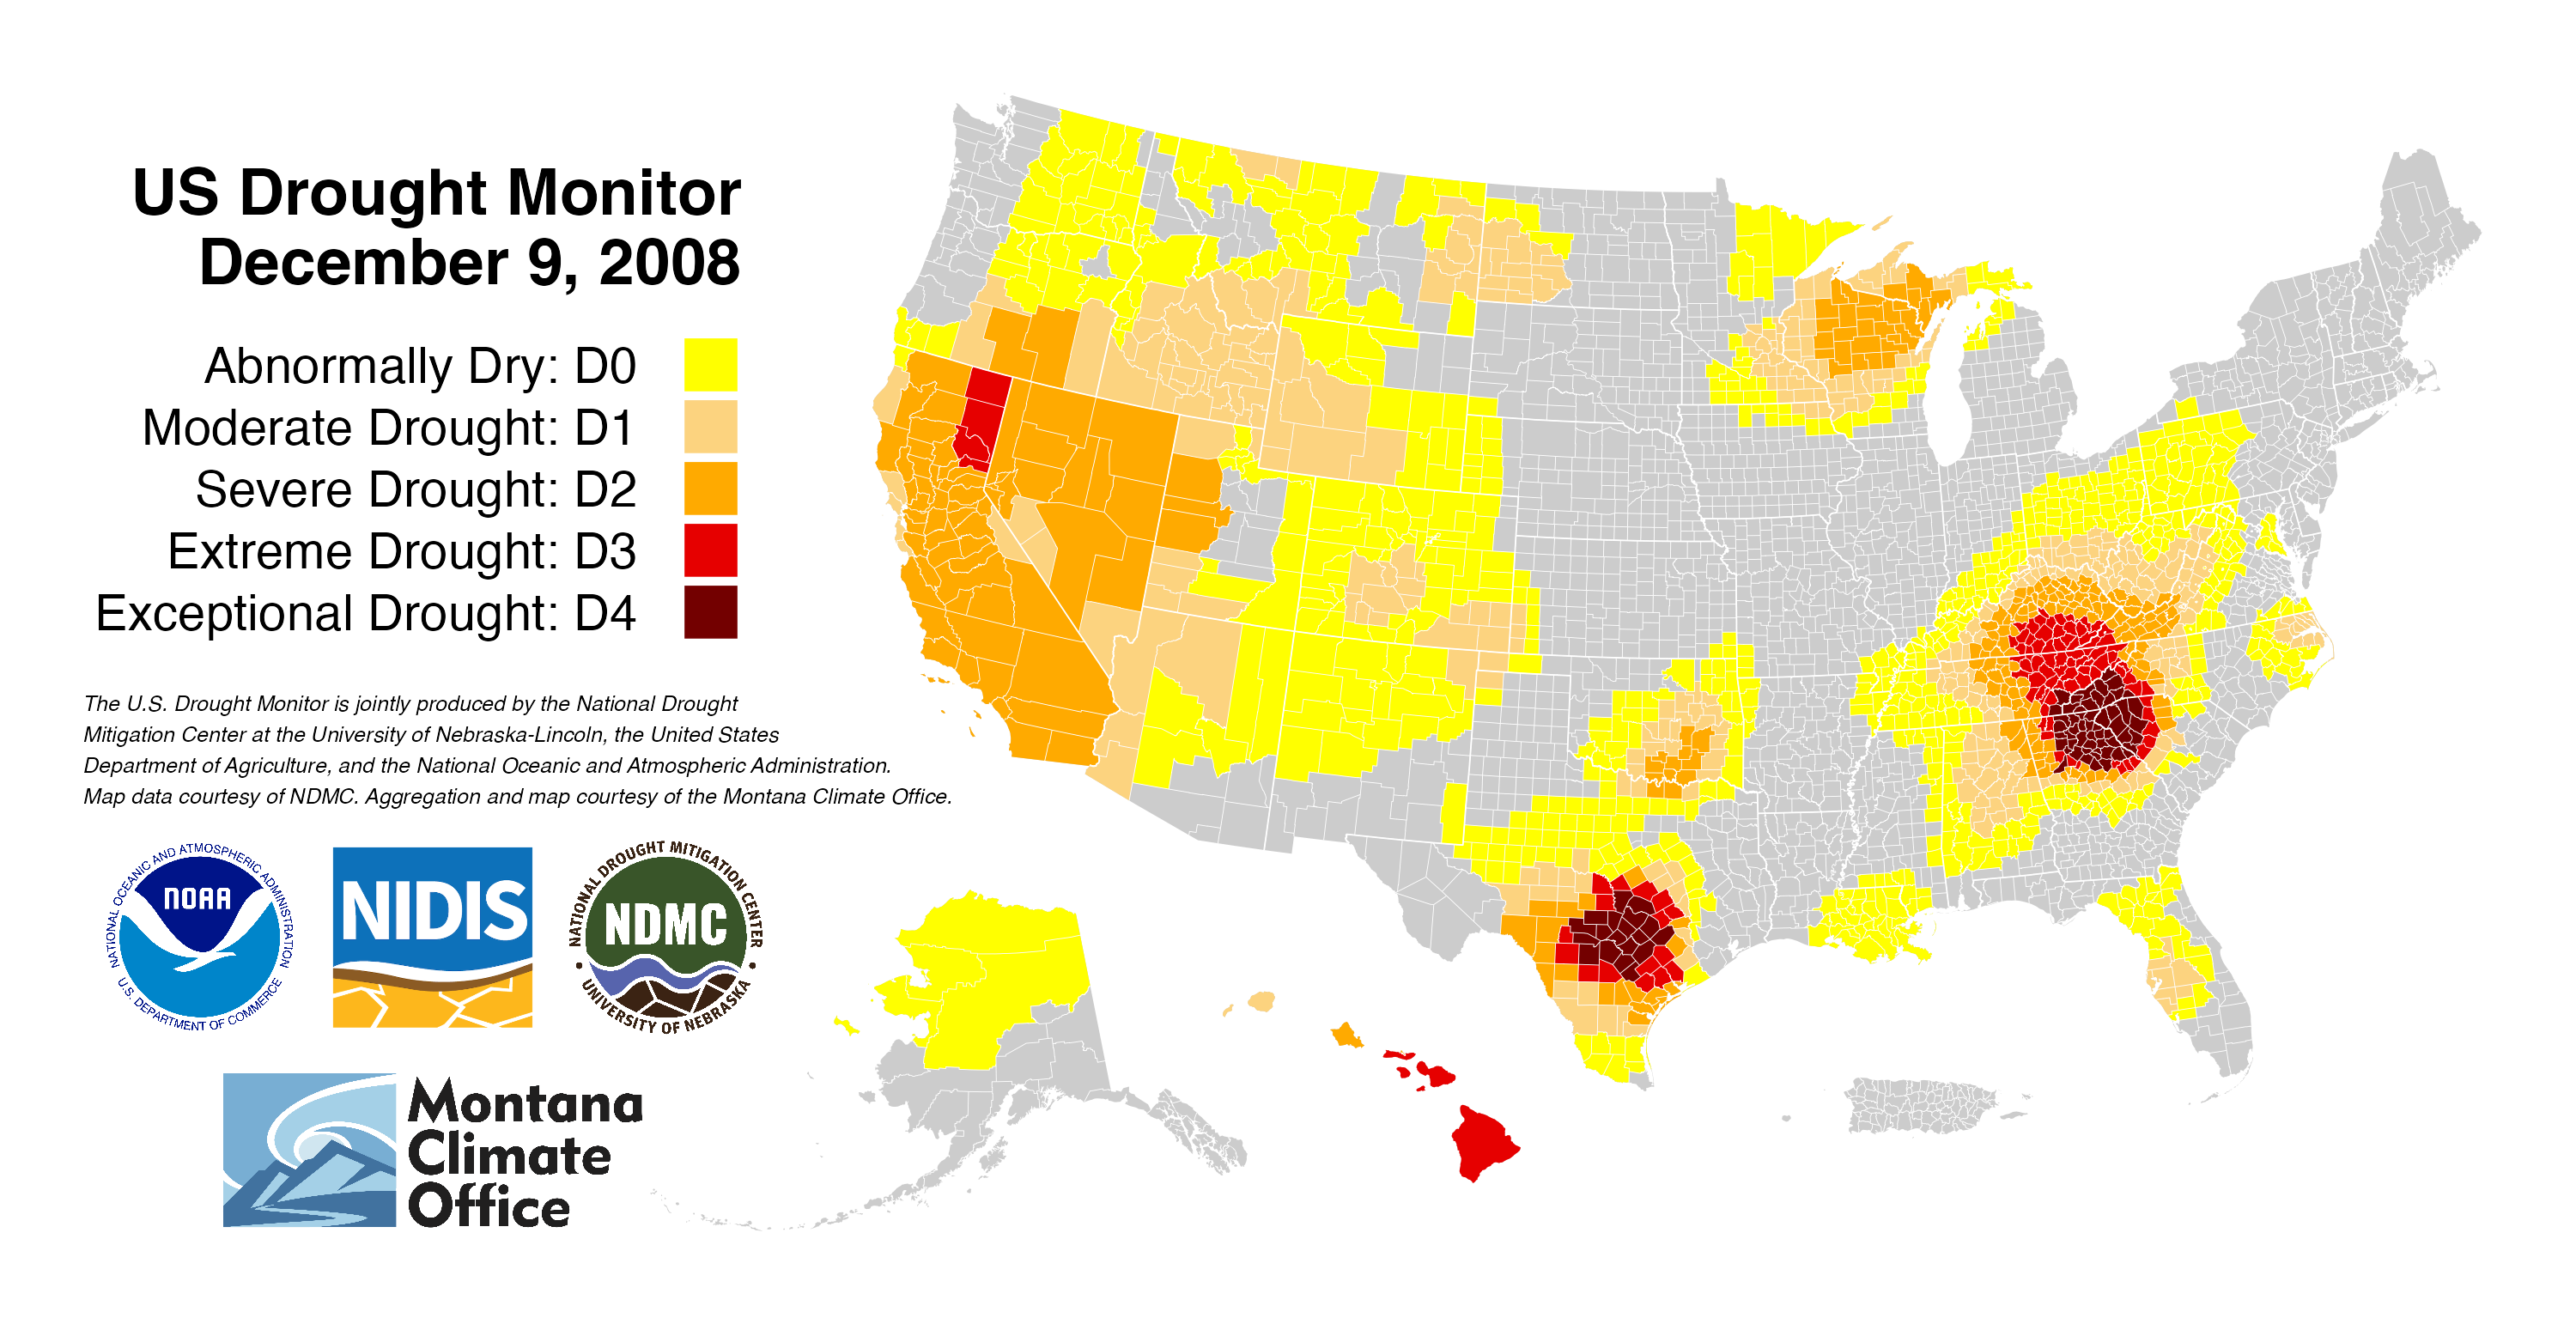 US Drought Monitor
December 9, 2008
Abnormally Dry: D0
Moderate Drought: D1
Severe Drought: D2
Extreme Drought: D3
Exceptional Drought: D4
The U.S. Drought Monitor is jointly produced by the National Drought
Mitigation Center at the University of Nebraska-Lincoln, the United States
Department of Agriculture, and the National Oceanic and Atmospheric Administration.
Map data courtesy of NDMC. Aggregation and map courtesy of the Montana Climate Office.
NATIONAL OCEANIC AND ATMOSPHERIC ADMINISTRATION
NOAA
U.S. DEPARTMENT OF COMMERCE
NIDIS
NATIONAL DROUGHT MITIGATION CENTER
NDMC
UNIVERSITY OF NEBRASKA
Montana
Climate
Office